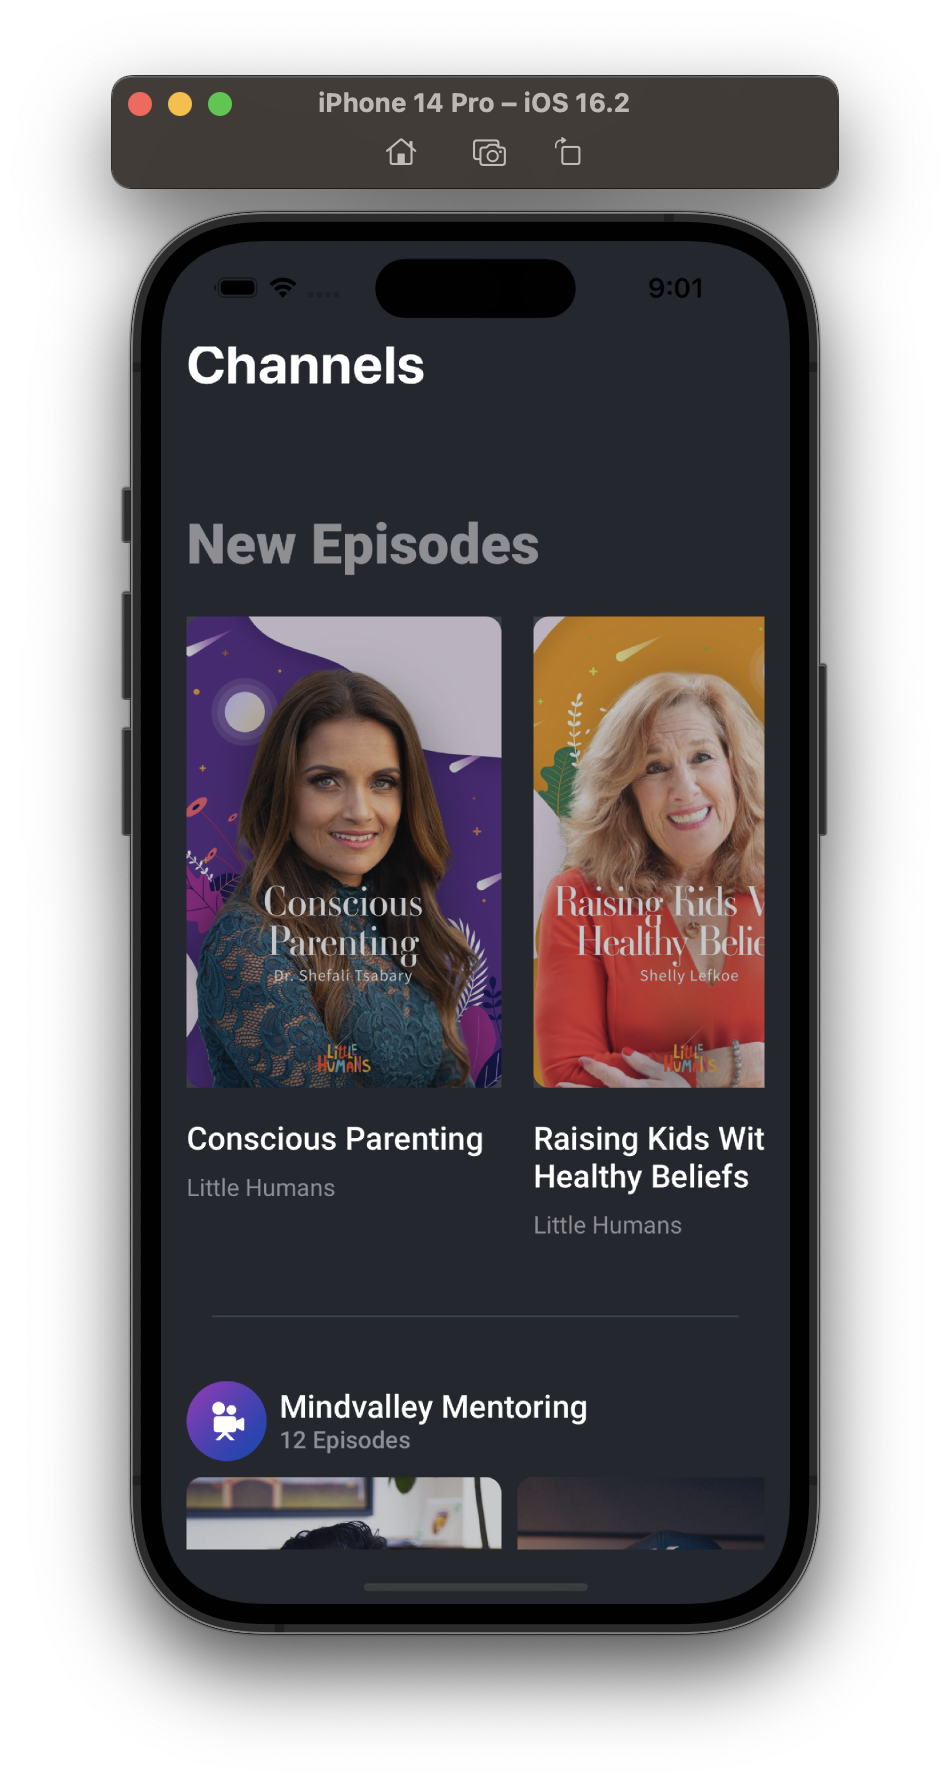 iPhone 14 Pro – iOS 16.2
9:01
Channels
New Episodes
Conscious
Parenting
Dr. Shefali Tsabary
LiTTLE
HUMANS
Raising Kids W
Healthy Belie
Shelly Lefkoe
LiTTLE
HUMANS
Conscious Parenting
Little Humans
Raising Kids Wit
Healthy Beliefs
Little Humans
Mindvalley Mentoring
12 Episodes